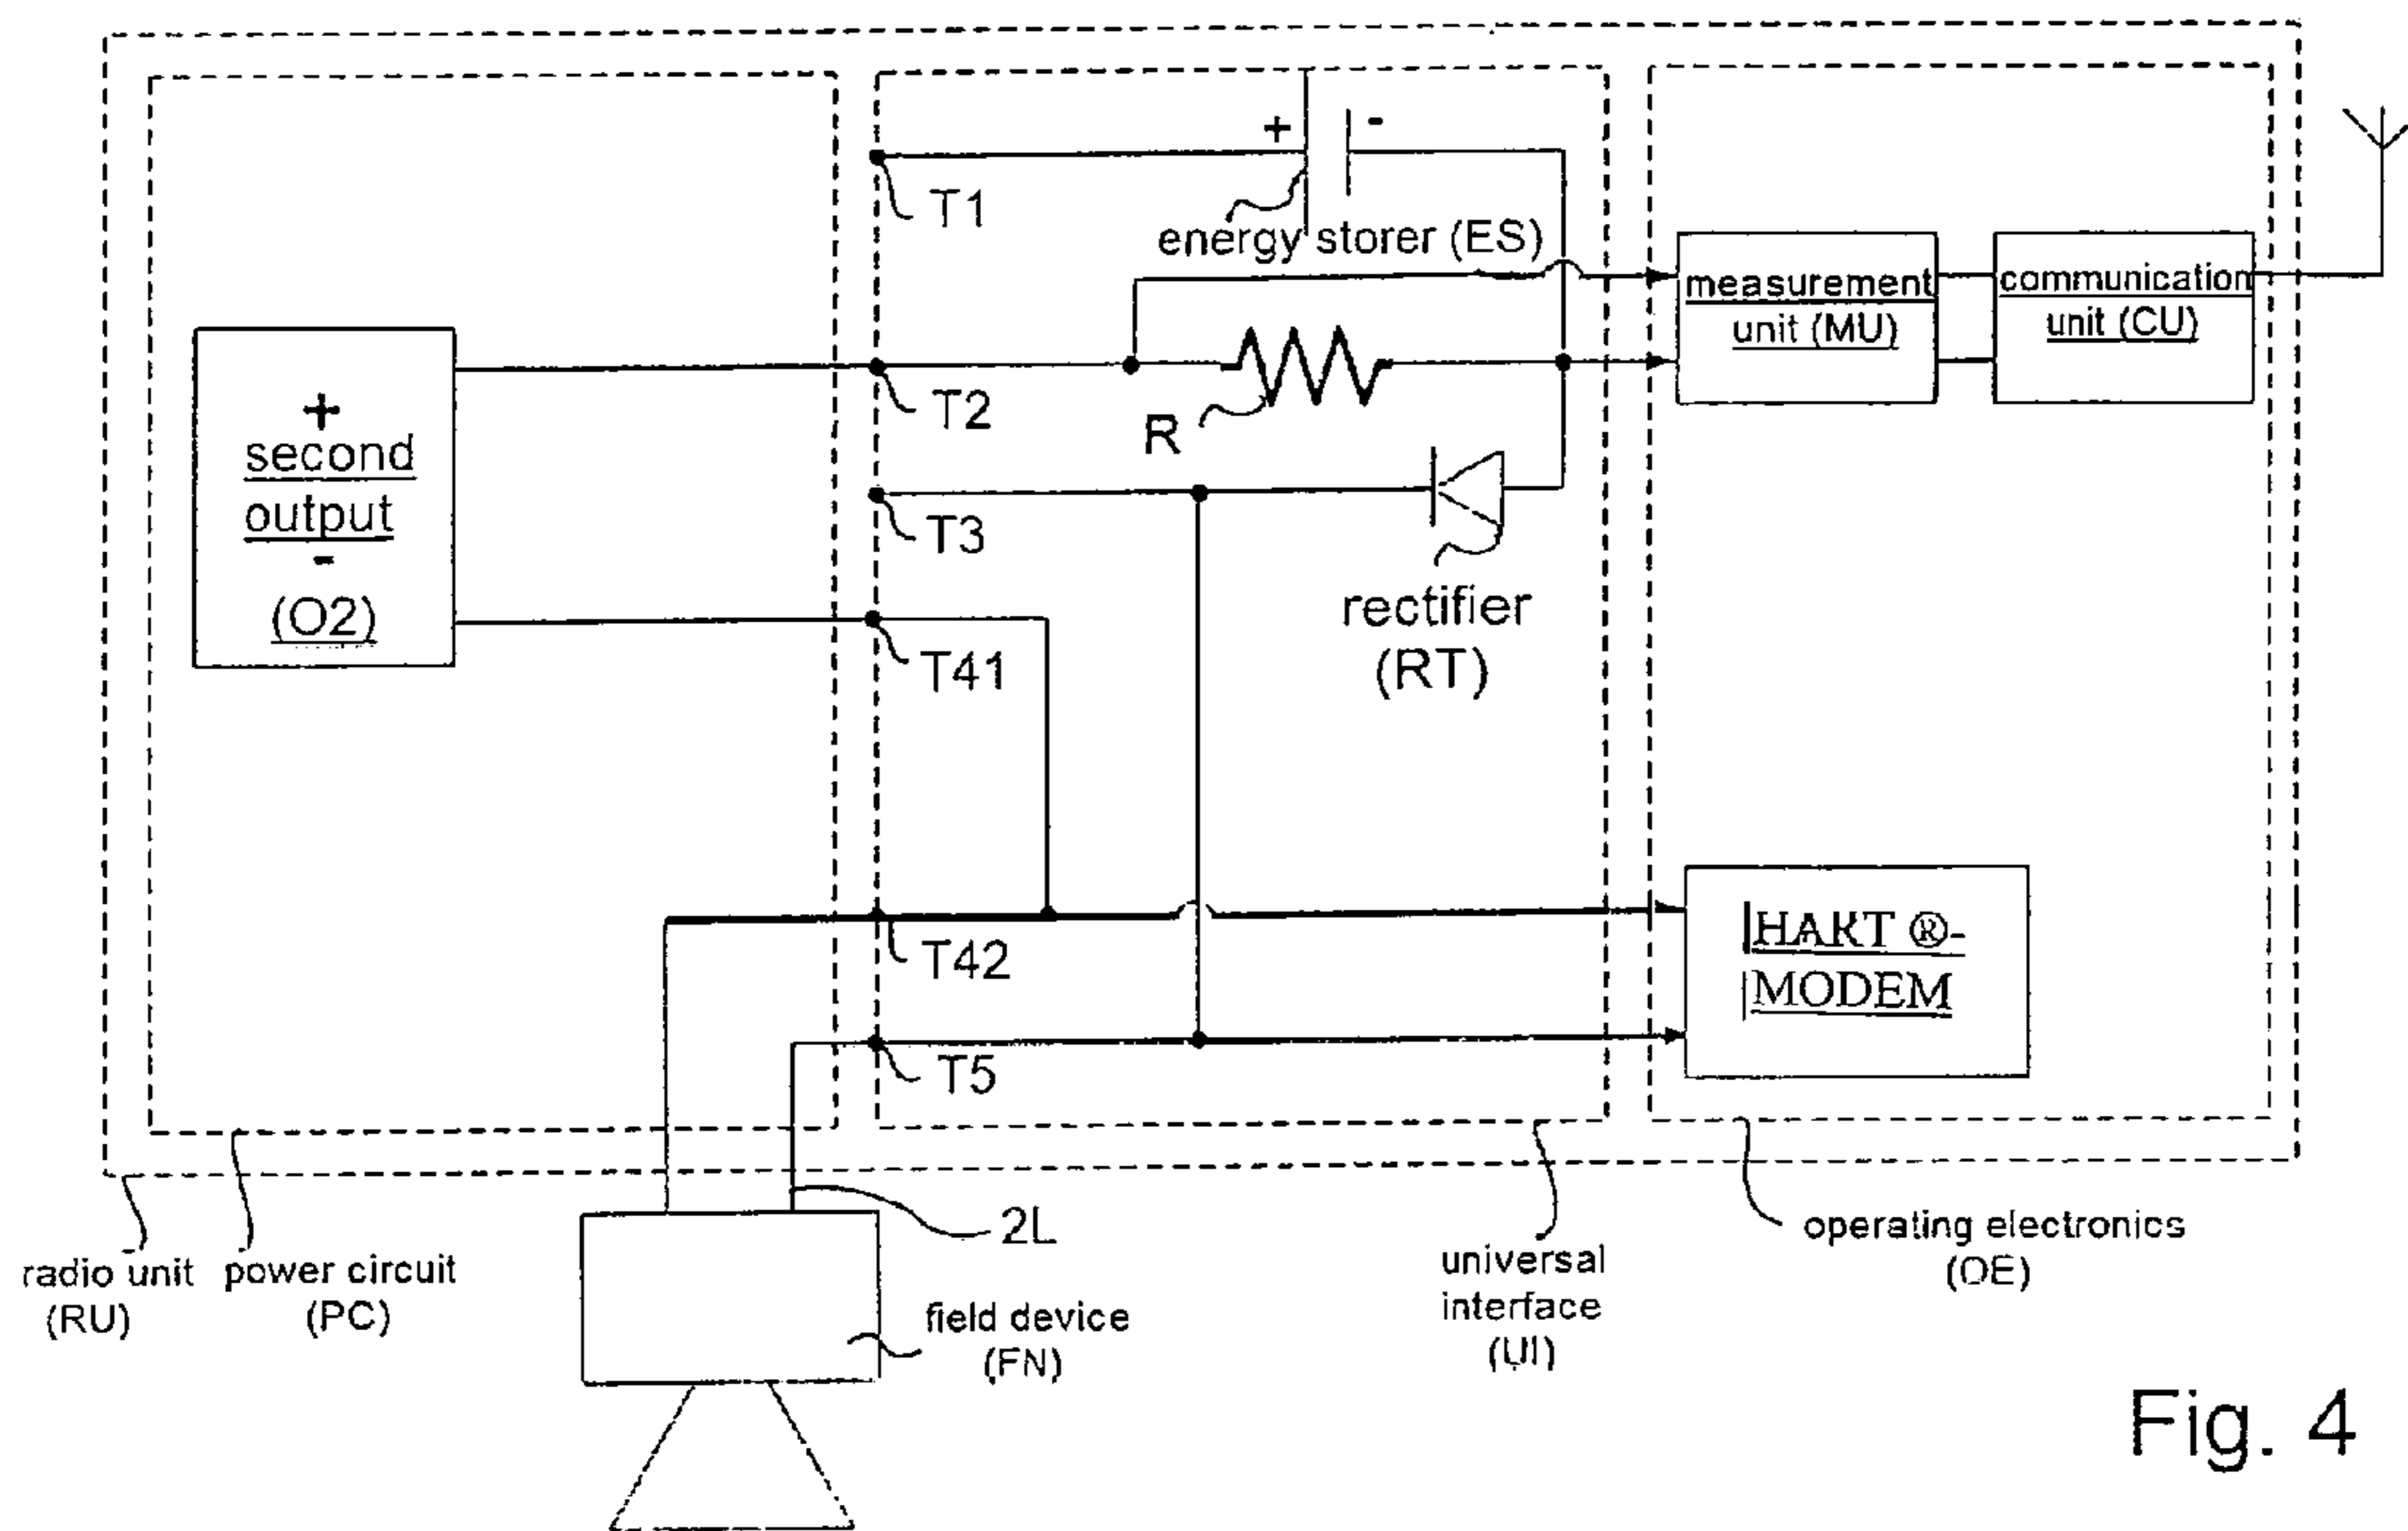 + -
T1
energy storer (ES)
measurement
unit (MU)
communication
unit (CU)
+
second
output
-
(O2)
T2
R
T3
rectifier
(RT)
T41
T42
HART ®-
MODEM
T5
2L
radio unit
(RU)
power circuit
(PC)
field device
(FN)
universal
interface
(UI)
operating electronics
(OE)
Fig. 4